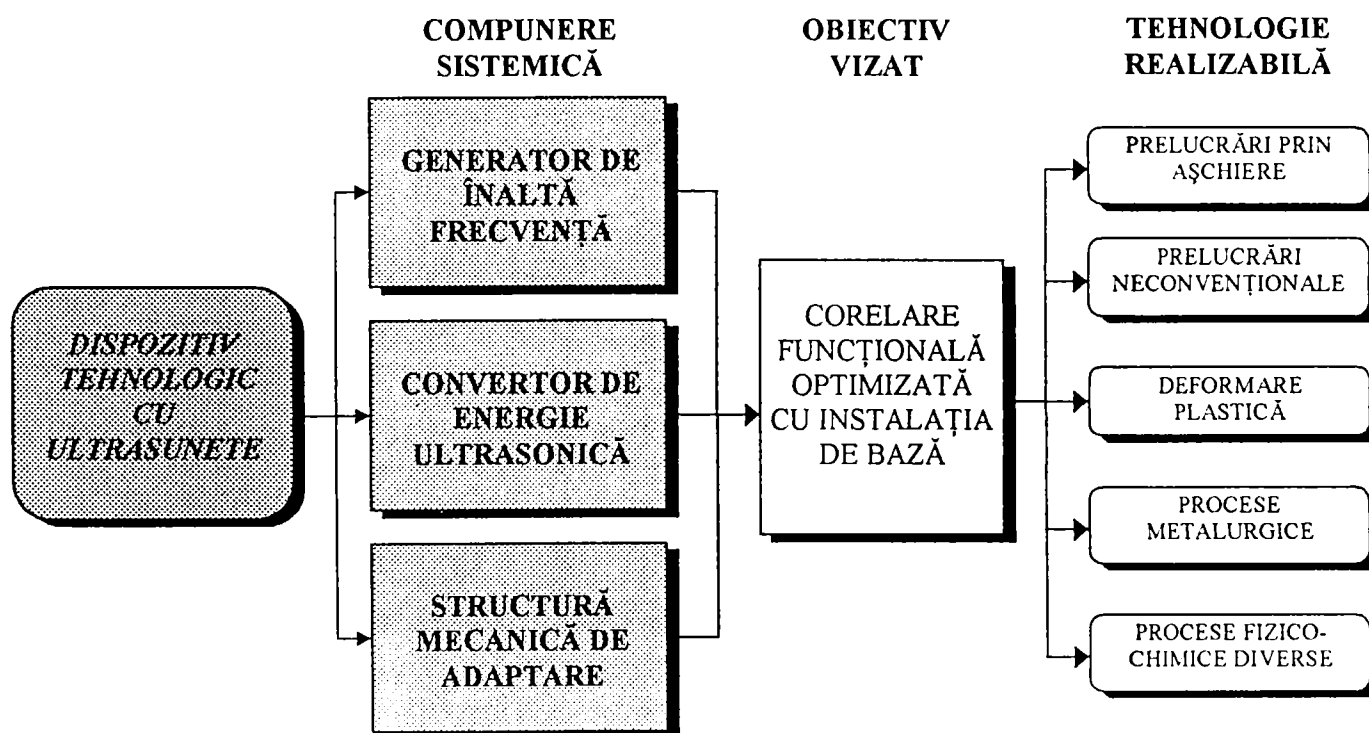 COMPUNERE
SISTEMICĂ
OBIECTIV
VIZAT
TEHNOLOGIE
REALIZABILĂ
DISPOZITIV
TEHNOLOGIC
CU
ULTRASUNETE
GENERATOR DE
ÎNALTĂ
FRECVENȚĂ
CONVERTOR DE
ENERGIE
ULTRASONICĂ
STRUCTURĂ
MECANICĂ DE
ADAPTARE
CORELARE
FUNCȚIONALĂ
OPTIMIZATĂ
CU INSTALAȚIA
DE BAZĂ
PRELUCRĂRI PRIN
AȘCHIERE
PRELUCRĂRI
NECONVENȚIONALE
DEFORMARE
PLASTICĂ
PROCESE
METALURGICE
PROCESE FIZICO-
CHIMICE DIVERSE